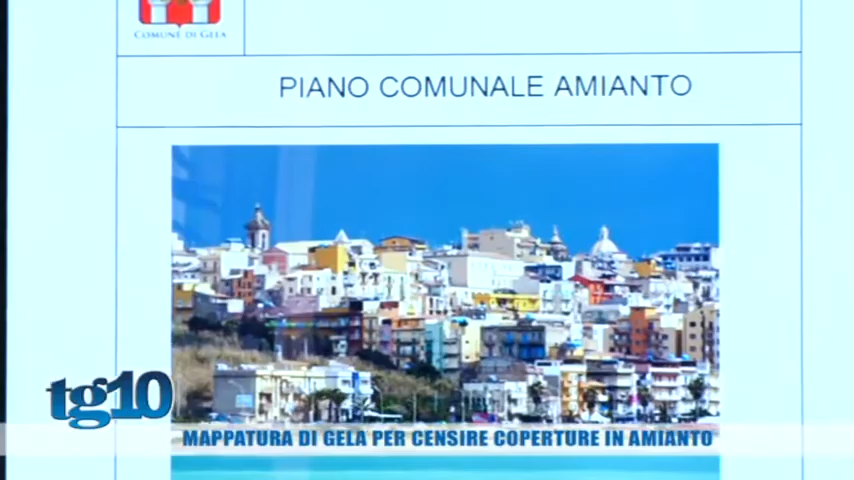 COMUNE DI GELA
PIANO COMUNALE AMIANTO
tg10
MAPPATURA DI GELA PER CENSIRE COPERTURE IN AMIANTO